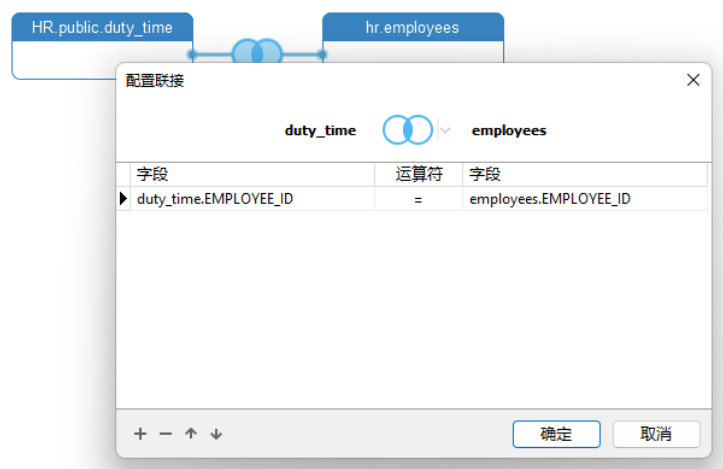 HR.public.duty_time hr.employees
配置联接
duty_time employees
字段 运算符 字段
duty_time.EMPLOYEE_ID = employees.EMPLOYEE_ID
确定 取消